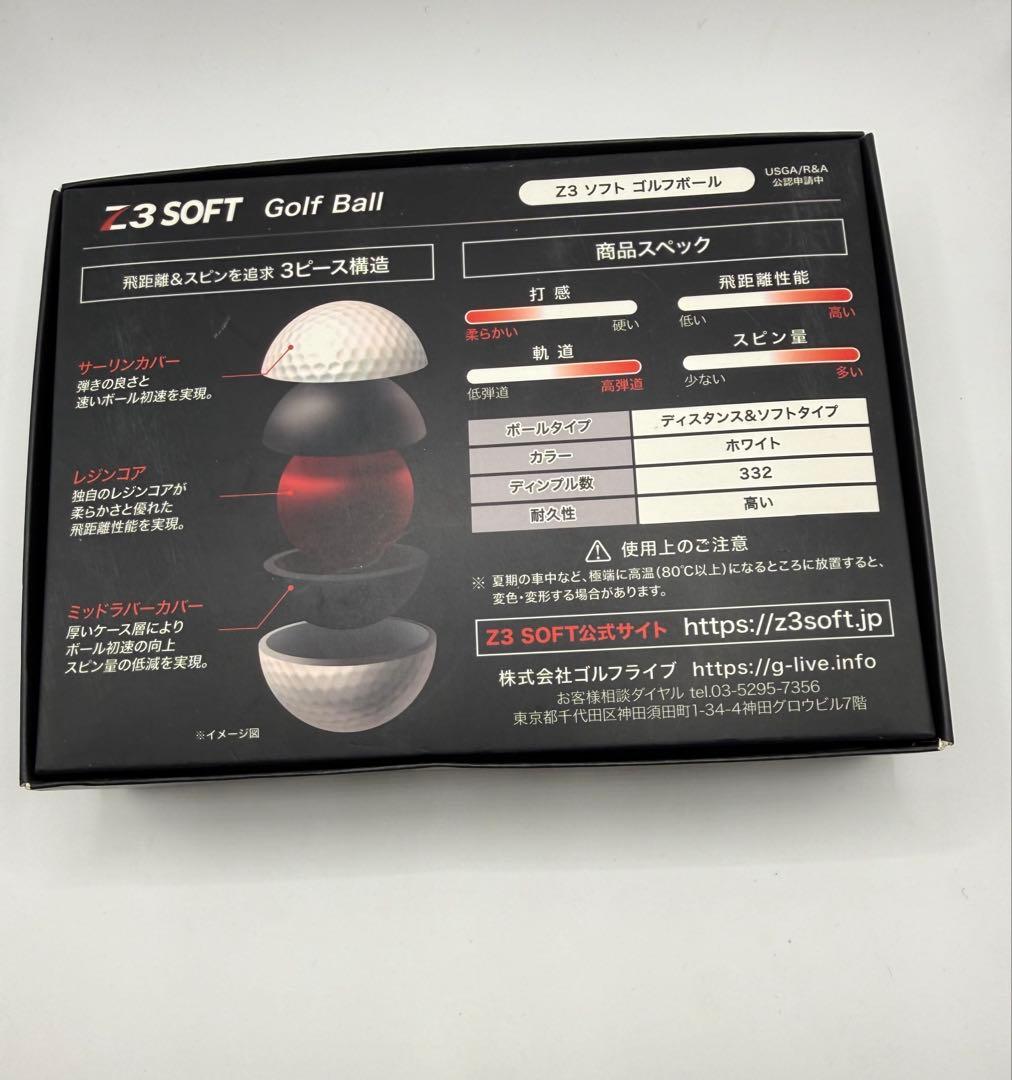 Z3 SOFT Golf Ball
Z3 ソフト ゴルフボール
USGA/R&A
公認申請中
飛距離&スピンを追求 3ピース構造
サーリンカバー
弾きの良さと
速いボール初速を実現。
レジンコア
独自のレジンコアが
柔らかさと優れた
飛距離性能を実現。
ミッドラバーカバー
厚いケース層により
ボール初速の向上
スピン量の低減を実現。
※イメージ図
商品スペック
打感
柔らかい 硬い
飛距離性能
低い 高い
軌道
低弾道 高弾道
スピン量
少ない 多い
ボールタイプ ディスタンス&ソフトタイプ
カラー ホワイト
ディンプル数 332
耐久性 高い
使用上のご注意
※ 夏期の車中など、極端に高温(80℃以上)になるところに放置すると、
変色・変形する場合があります。
Z3 SOFT公式サイト https://z3soft.jp
株式会社ゴルフライブ https://g-live.info
お客様相談ダイヤル tel.03-5295-7356
東京都千代田区神田須田町1-34-4神田グロウビル7階